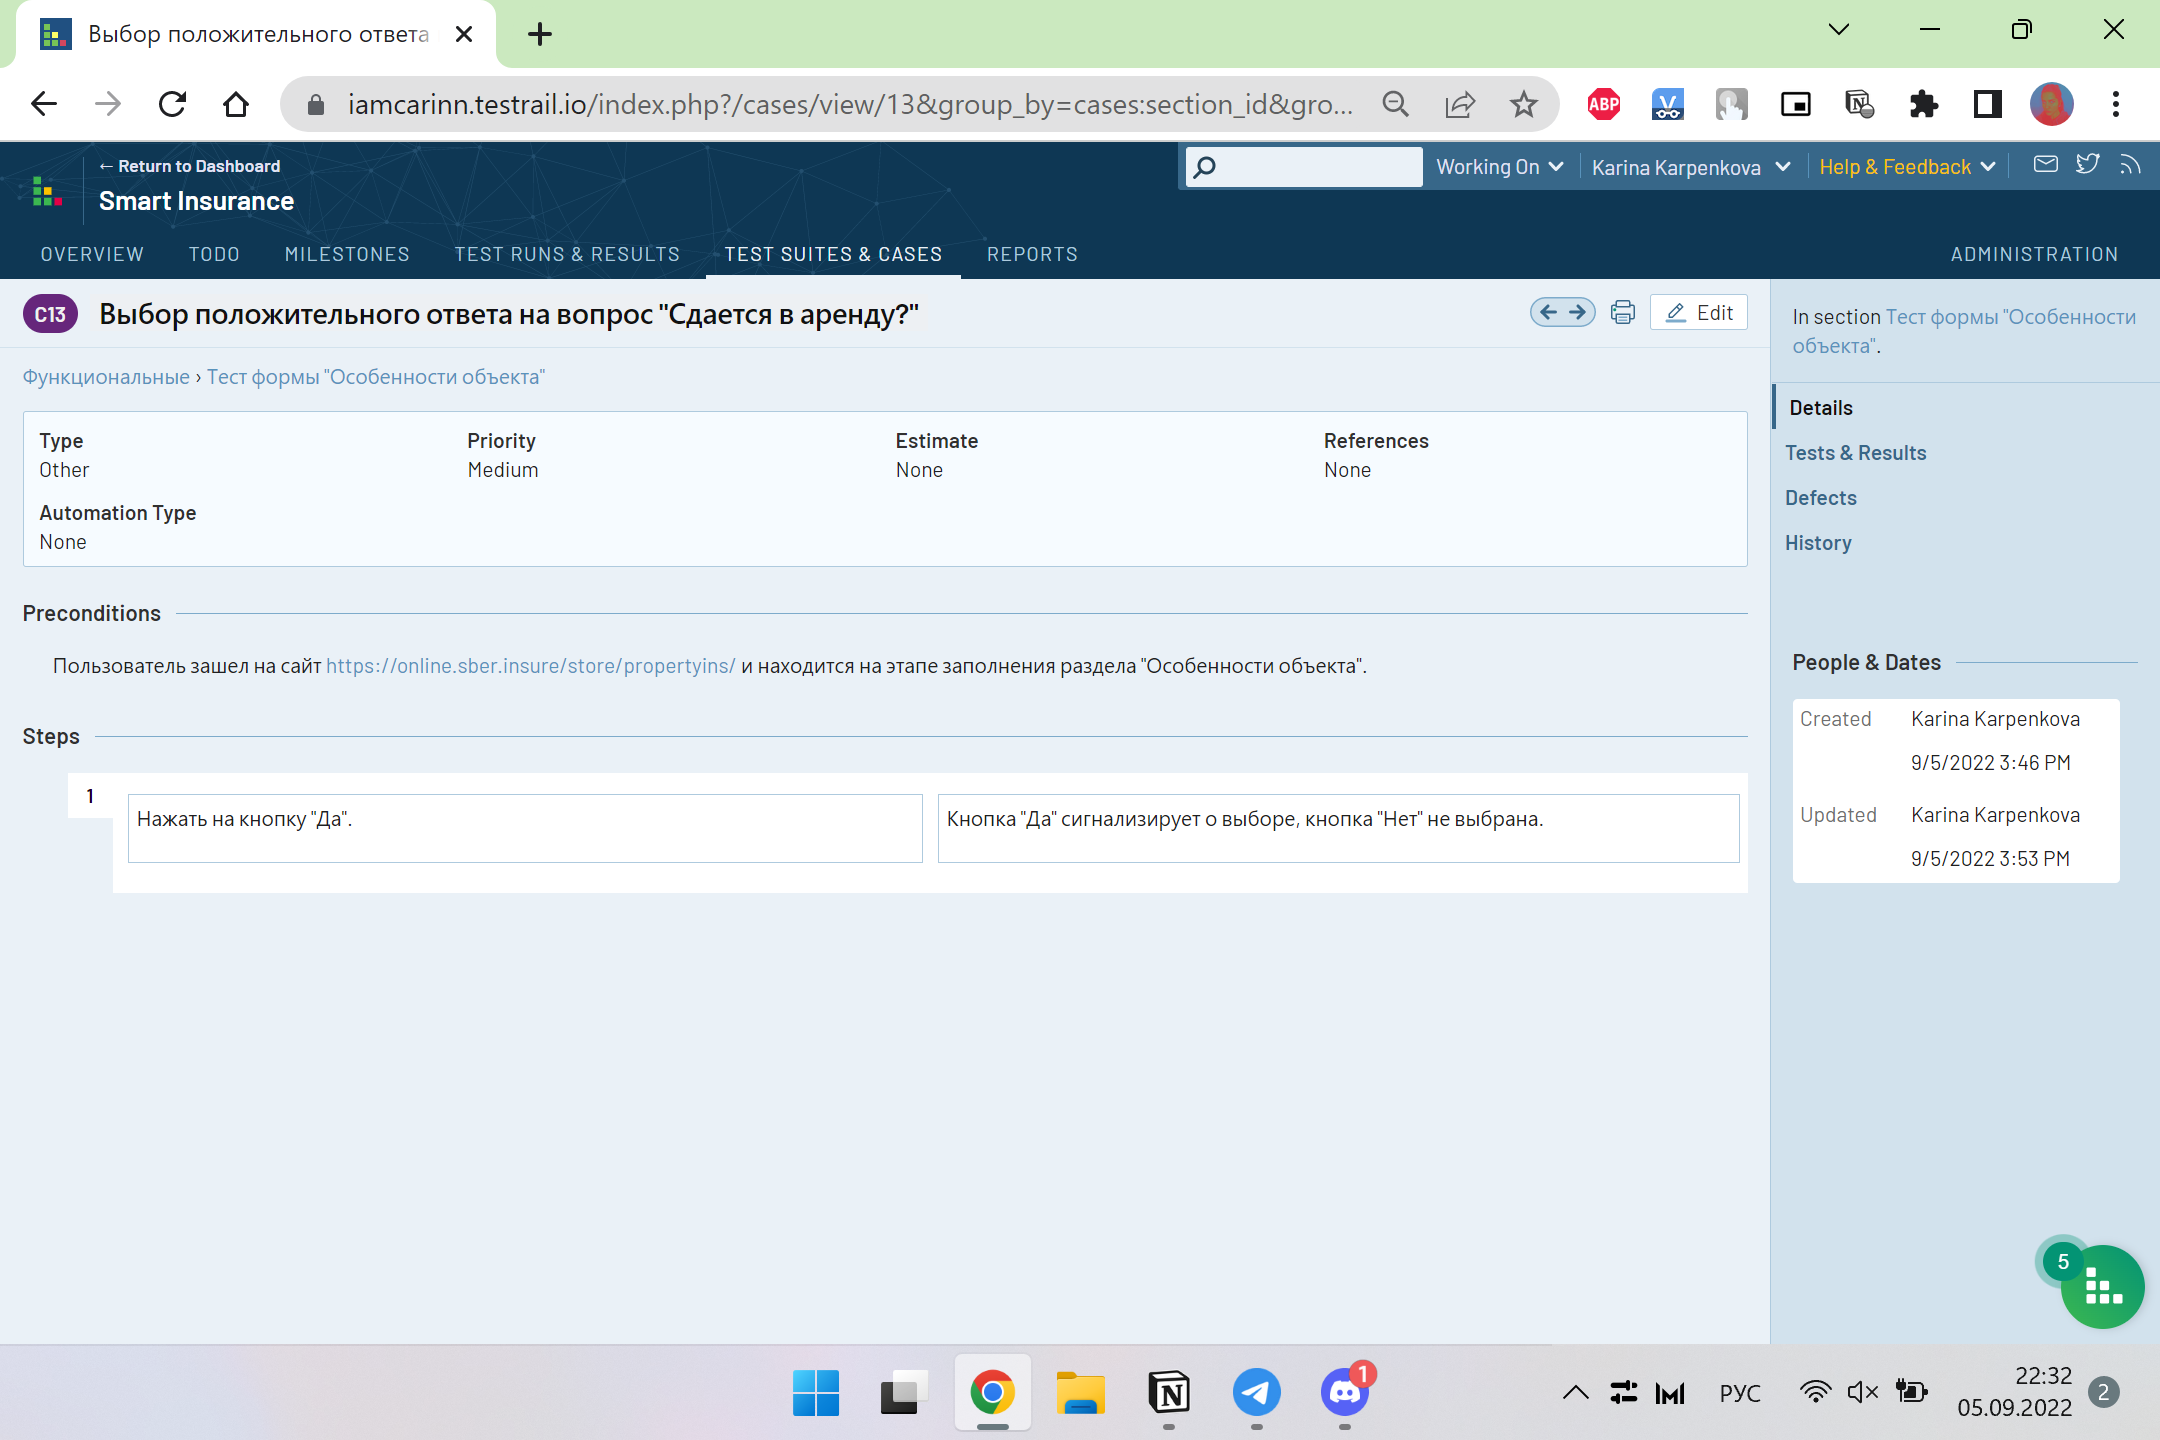 Выбор положительного ответа
iamcarinn.testrail.io/index.php?/cases/view/13&group_by=cases:section_id&gro...
ABP
← Return to Dashboard
Smart Insurance
Working On
Karina Karpenkova
Help & Feedback
OVERVIEW
TODO
MILESTONES
TEST RUNS & RESULTS
TEST SUITES & CASES
REPORTS
ADMINISTRATION
C13
Выбор положительного ответа на вопрос "Сдается в аренду?"
Edit
In section Тест формы "Особенности
объекта".
Функциональные › Тест формы "Особенности объекта"
Type
Other
Priority
Medium
Estimate
None
References
None
Automation Type
None
Details
Tests & Results
Defects
History
Preconditions
Пользователь зашел на сайт https://online.sber.insure/store/propertyins/ и находится на этапе заполнения раздела "Особенности объекта".
Steps
1
Нажать на кнопку "Да".
Кнопка "Да" сигнализирует о выборе, кнопка "Нет" не выбрана.
People & Dates
Created
Karina Karpenkova
9/5/2022 3:46 PM
Updated
Karina Karpenkova
9/5/2022 3:53 PM
5
1
РУС
22:32
05.09.2022
2